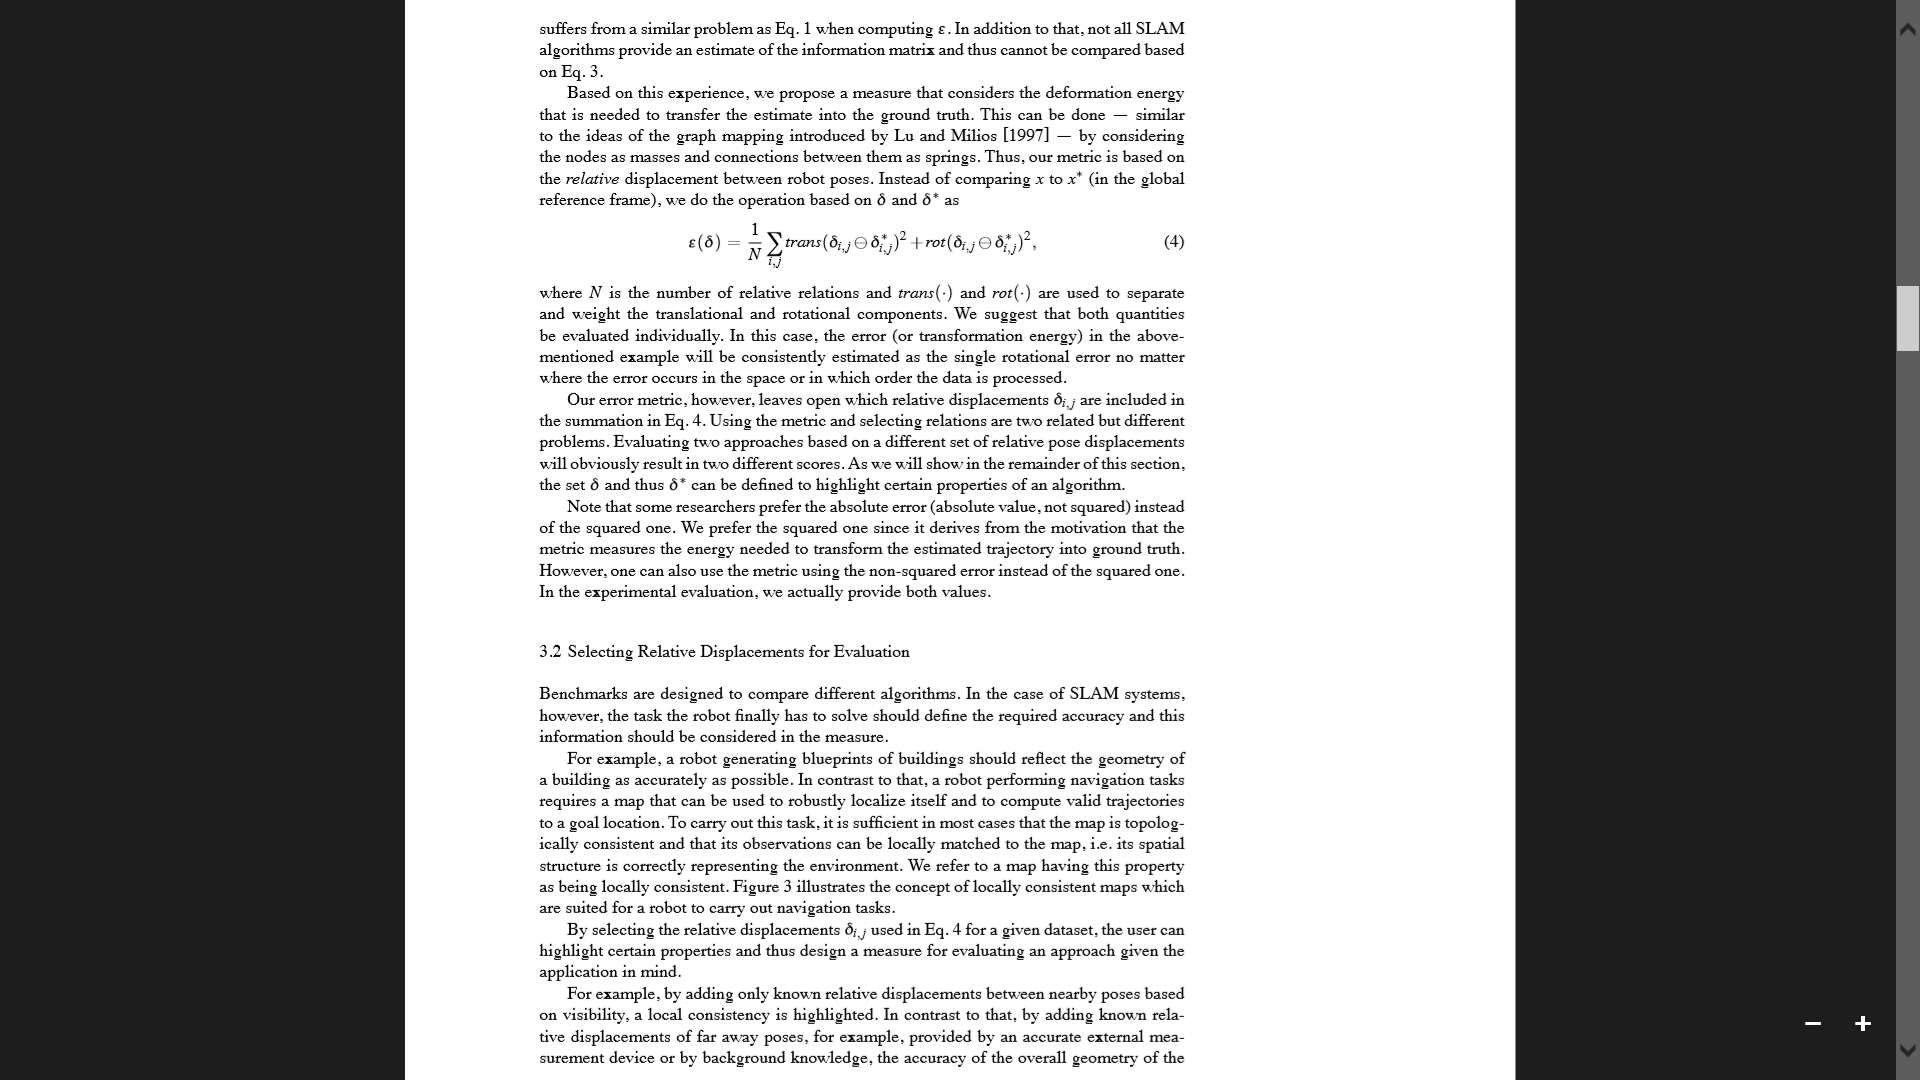 suffers from a similar problem as Eq. 1 when computing ε. In addition to that, not all SLAM
algorithms provide an estimate of the information matrix and thus cannot be compared based
on Eq. 3.
Based on this experience, we propose a measure that considers the deformation energy
that is needed to transfer the estimate into the ground truth. This can be done — similar
to the ideas of the graph mapping introduced by Lu and Milios [1997] — by considering
the nodes as masses and connections between them as springs. Thus, our metric is based on
the relative displacement between robot poses. Instead of comparing x to x* (in the global
reference frame), we do the operation based on δ and δ* as
ε(δ) = 1/N ∑i,j trans(δi,j ⊖ δ*i,j)² + rot(δi,j ⊖ δ*i,j)², (4)
where N is the number of relative relations and trans(·) and rot(·) are used to separate
and weight the translational and rotational components. We suggest that both quantities
be evaluated individually. In this case, the error (or transformation energy) in the above-
mentioned example will be consistently estimated as the single rotational error no matter
where the error occurs in the space or in which order the data is processed.
Our error metric, however, leaves open which relative displacements δi,j are included in
the summation in Eq. 4. Using the metric and selecting relations are two related but different
problems. Evaluating two approaches based on a different set of relative pose displacements
will obviously result in two different scores. As we will show in the remainder of this section,
the set δ and thus δ* can be defined to highlight certain properties of an algorithm.
Note that some researchers prefer the absolute error (absolute value, not squared) instead
of the squared one. We prefer the squared one since it derives from the motivation that the
metric measures the energy needed to transform the estimated trajectory into ground truth.
However, one can also use the metric using the non-squared error instead of the squared one.
In the experimental evaluation, we actually provide both values.
3.2 Selecting Relative Displacements for Evaluation
Benchmarks are designed to compare different algorithms. In the case of SLAM systems,
however, the task the robot finally has to solve should define the required accuracy and this
information should be considered in the measure.
For example, a robot generating blueprints of buildings should reflect the geometry of
a building as accurately as possible. In contrast to that, a robot performing navigation tasks
requires a map that can be used to robustly localize itself and to compute valid trajectories
to a goal location. To carry out this task, it is sufficient in most cases that the map is topolog-
ically consistent and that its observations can be locally matched to the map, i.e. its spatial
structure is correctly representing the environment. We refer to a map having this property
as being locally consistent. Figure 3 illustrates the concept of locally consistent maps which
are suited for a robot to carry out navigation tasks.
By selecting the relative displacements δi,j used in Eq. 4 for a given dataset, the user can
highlight certain properties and thus design a measure for evaluating an approach given the
application in mind.
For example, by adding only known relative displacements between nearby poses based
on visibility, a local consistency is highlighted. In contrast to that, by adding known rela-
tive displacements of far away poses, for example, provided by an accurate external mea-
surement device or by background knowledge, the accuracy of the overall geometry of the